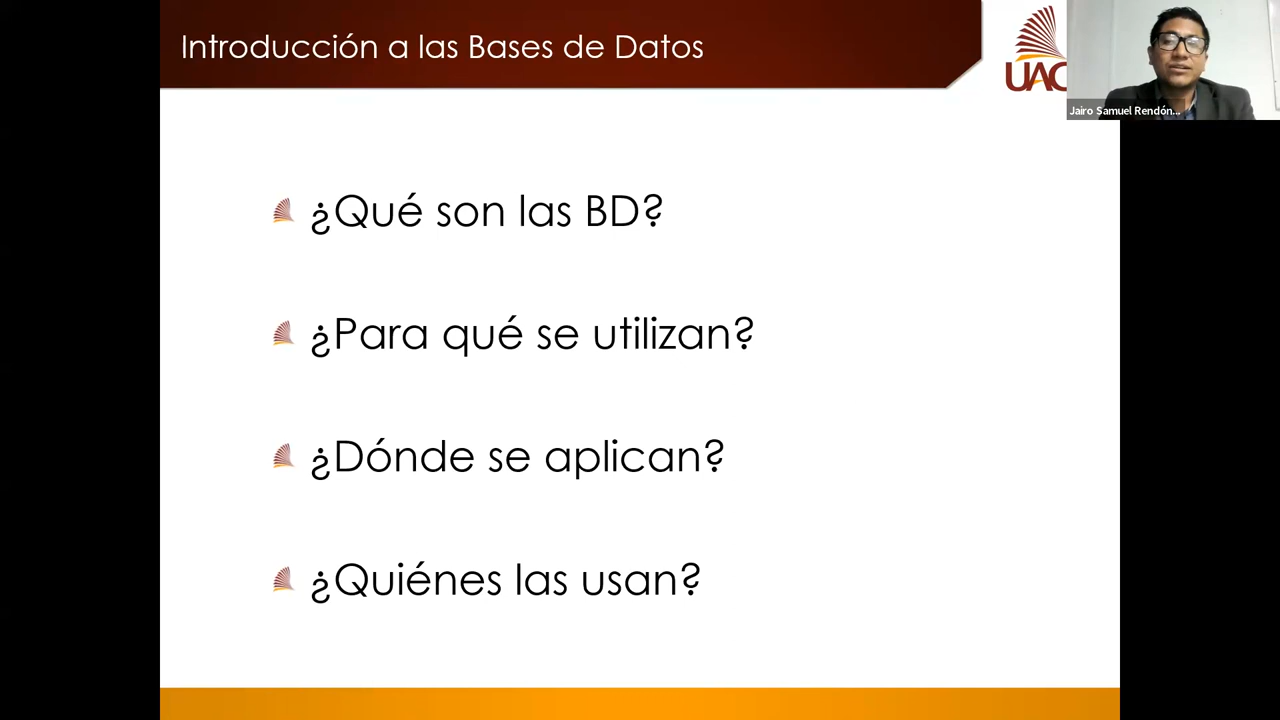 Introducción a las Bases de Datos
UAC
Jairo Samuel Rendón...
¿Qué son las BD?
¿Para qué se utilizan?
¿Dónde se aplican?
¿Quiénes las usan?